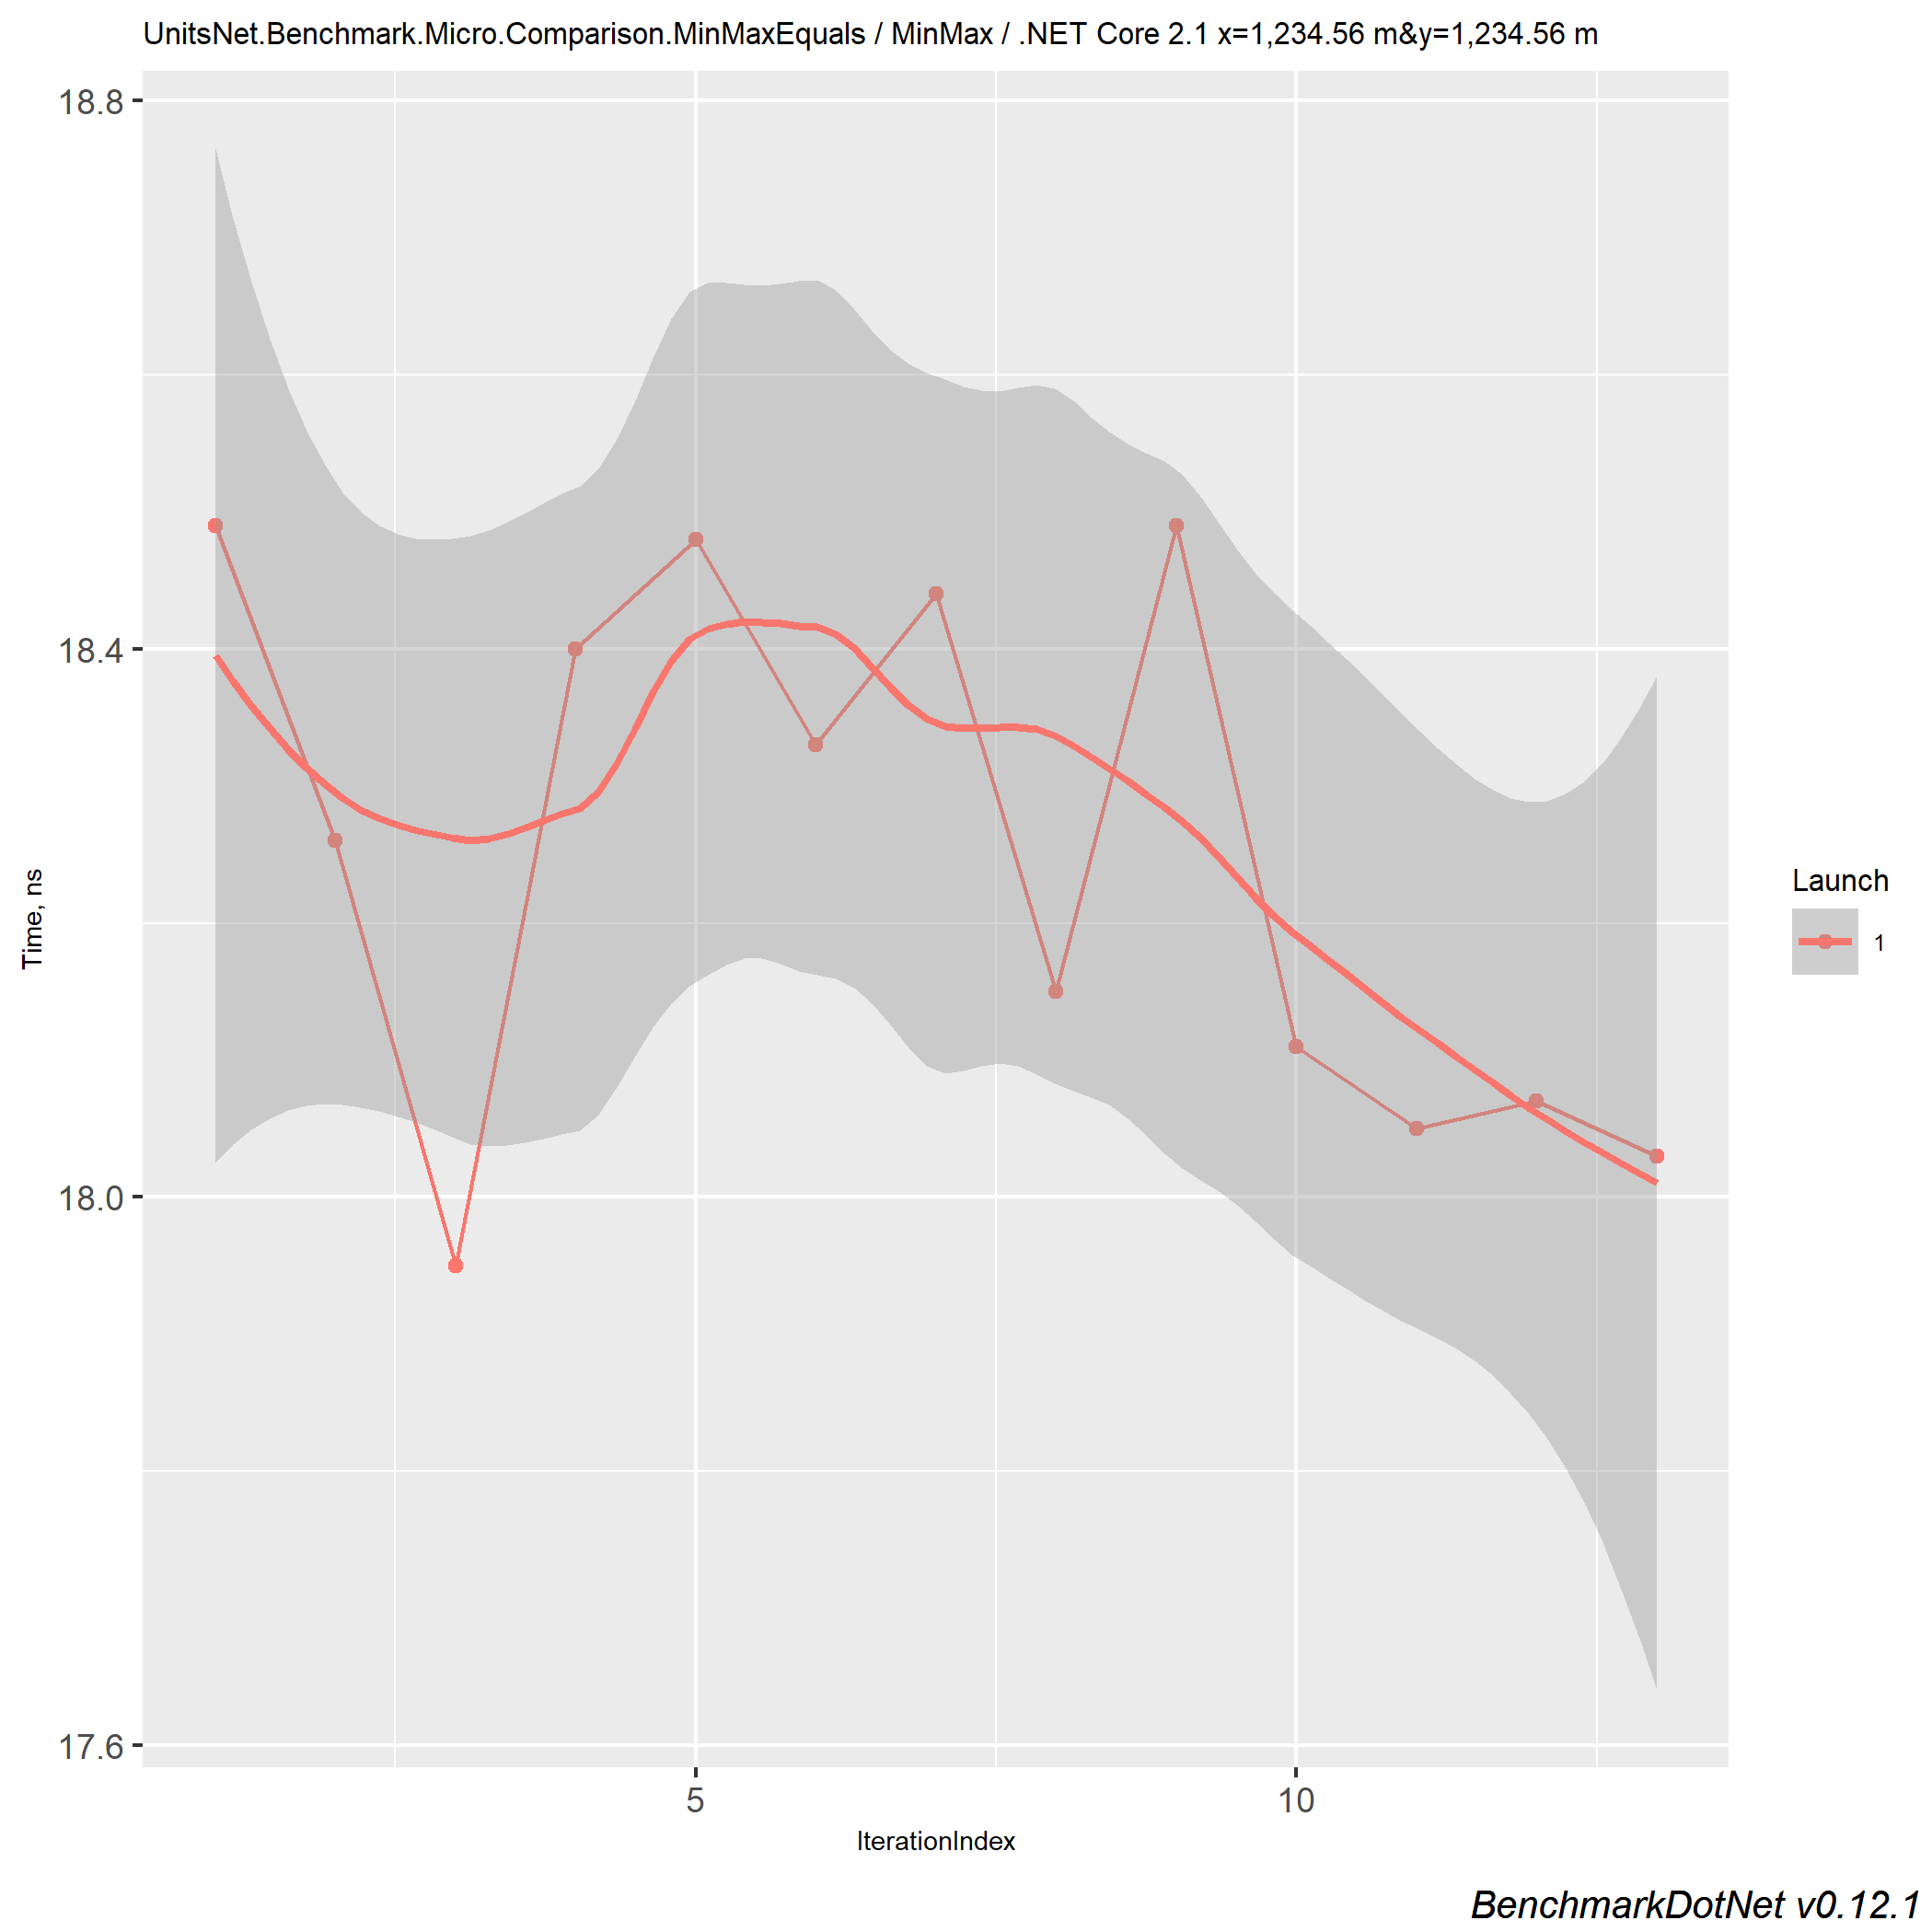 UnitsNet.Benchmark.Micro.Comparison.MinMaxEquals / MinMax / .NET Core 2.1 x=1,234.56 m&y=1,234.56 m
18.8
18.4
18.0
17.6
Time, ns
5
10
IterationIndex
Launch
1
BenchmarkDotNet v0.12.1